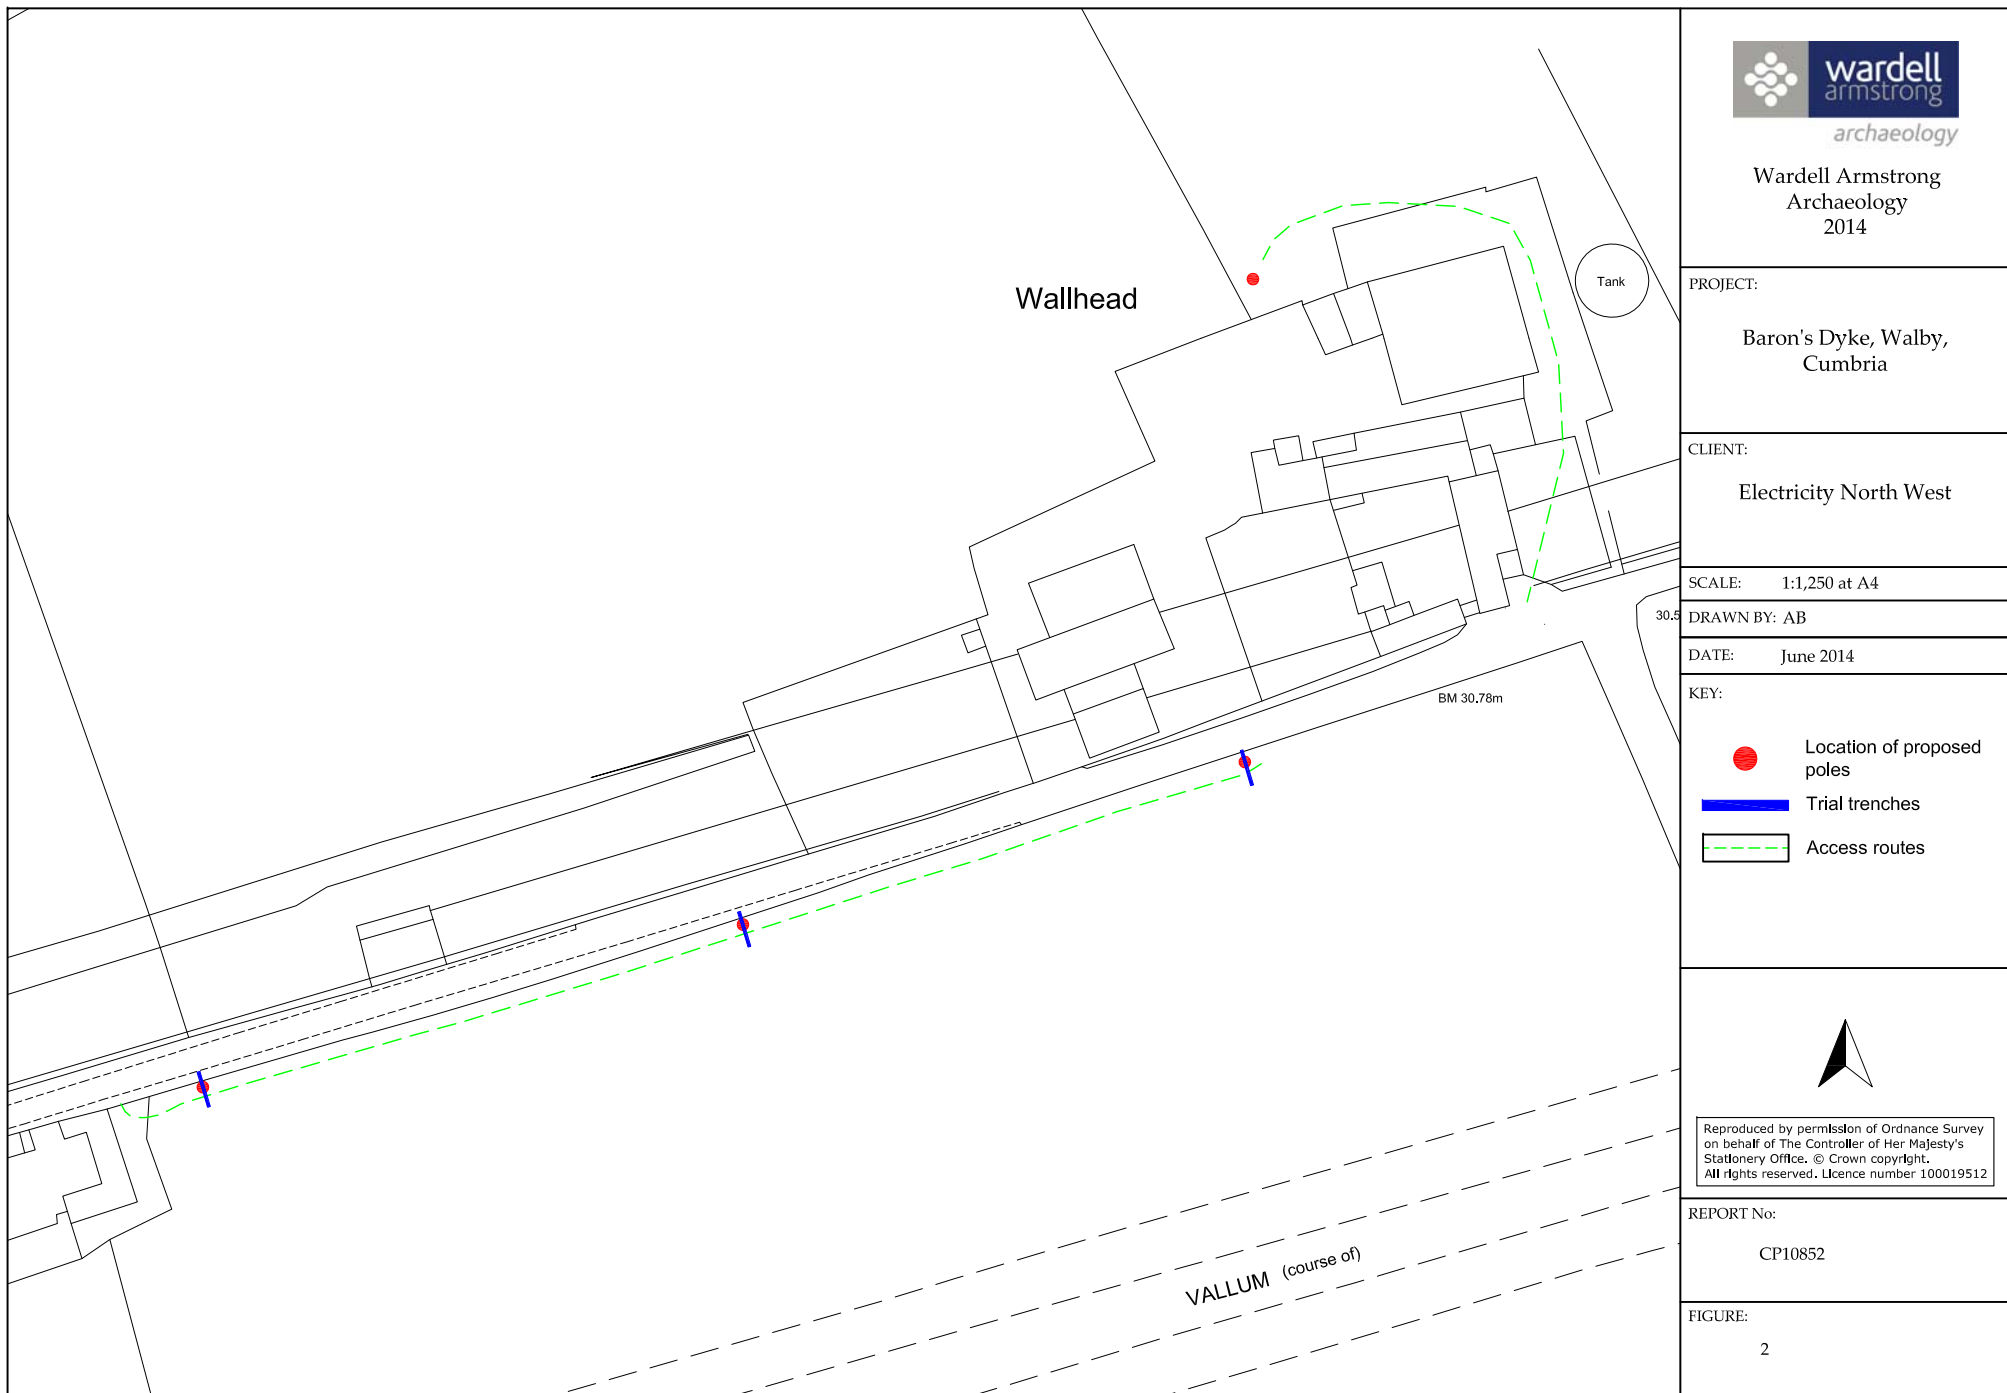 Wallhead
Tank
30.5
BM 30.78m
VALLUM (course of)
wardell
armstrong
archaeology
Wardell Armstrong
Archaeology
2014
PROJECT:
Baron's Dyke, Walby,
Cumbria
CLIENT:
Electricity North West
SCALE: 1:1,250 at A4
DRAWN BY: AB
DATE: June 2014
KEY:
Location of proposed
poles
Trial trenches
Access routes
Reproduced by permission of Ordnance Survey
on behalf of The Controller of Her Majesty's
Stationery Office. © Crown copyright.
All rights reserved. Licence number 100019512
REPORT No:
CP10852
FIGURE:
2